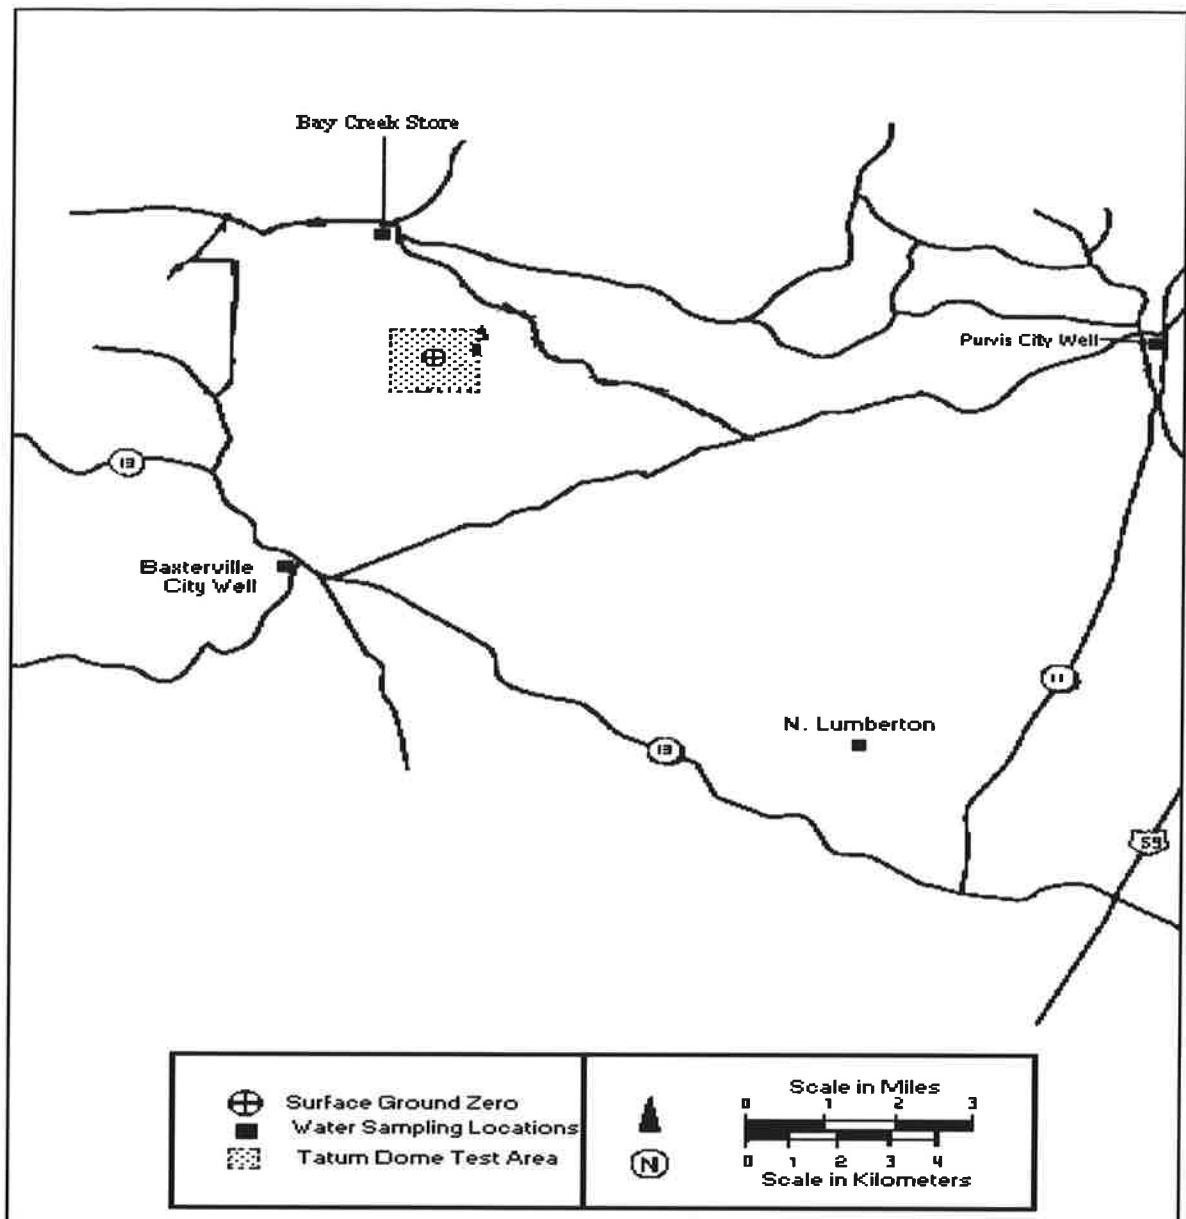 Bay Creek Store
Purvis City Well
13
Baxterville
City Well
11
N. Lumberton
13
59
Surface Ground Zero
Water Sampling Locations
Tatum Dome Test Area
N
Scale in Miles
0 1 2 3
0 1 2 3 4
Scale in Kilometers